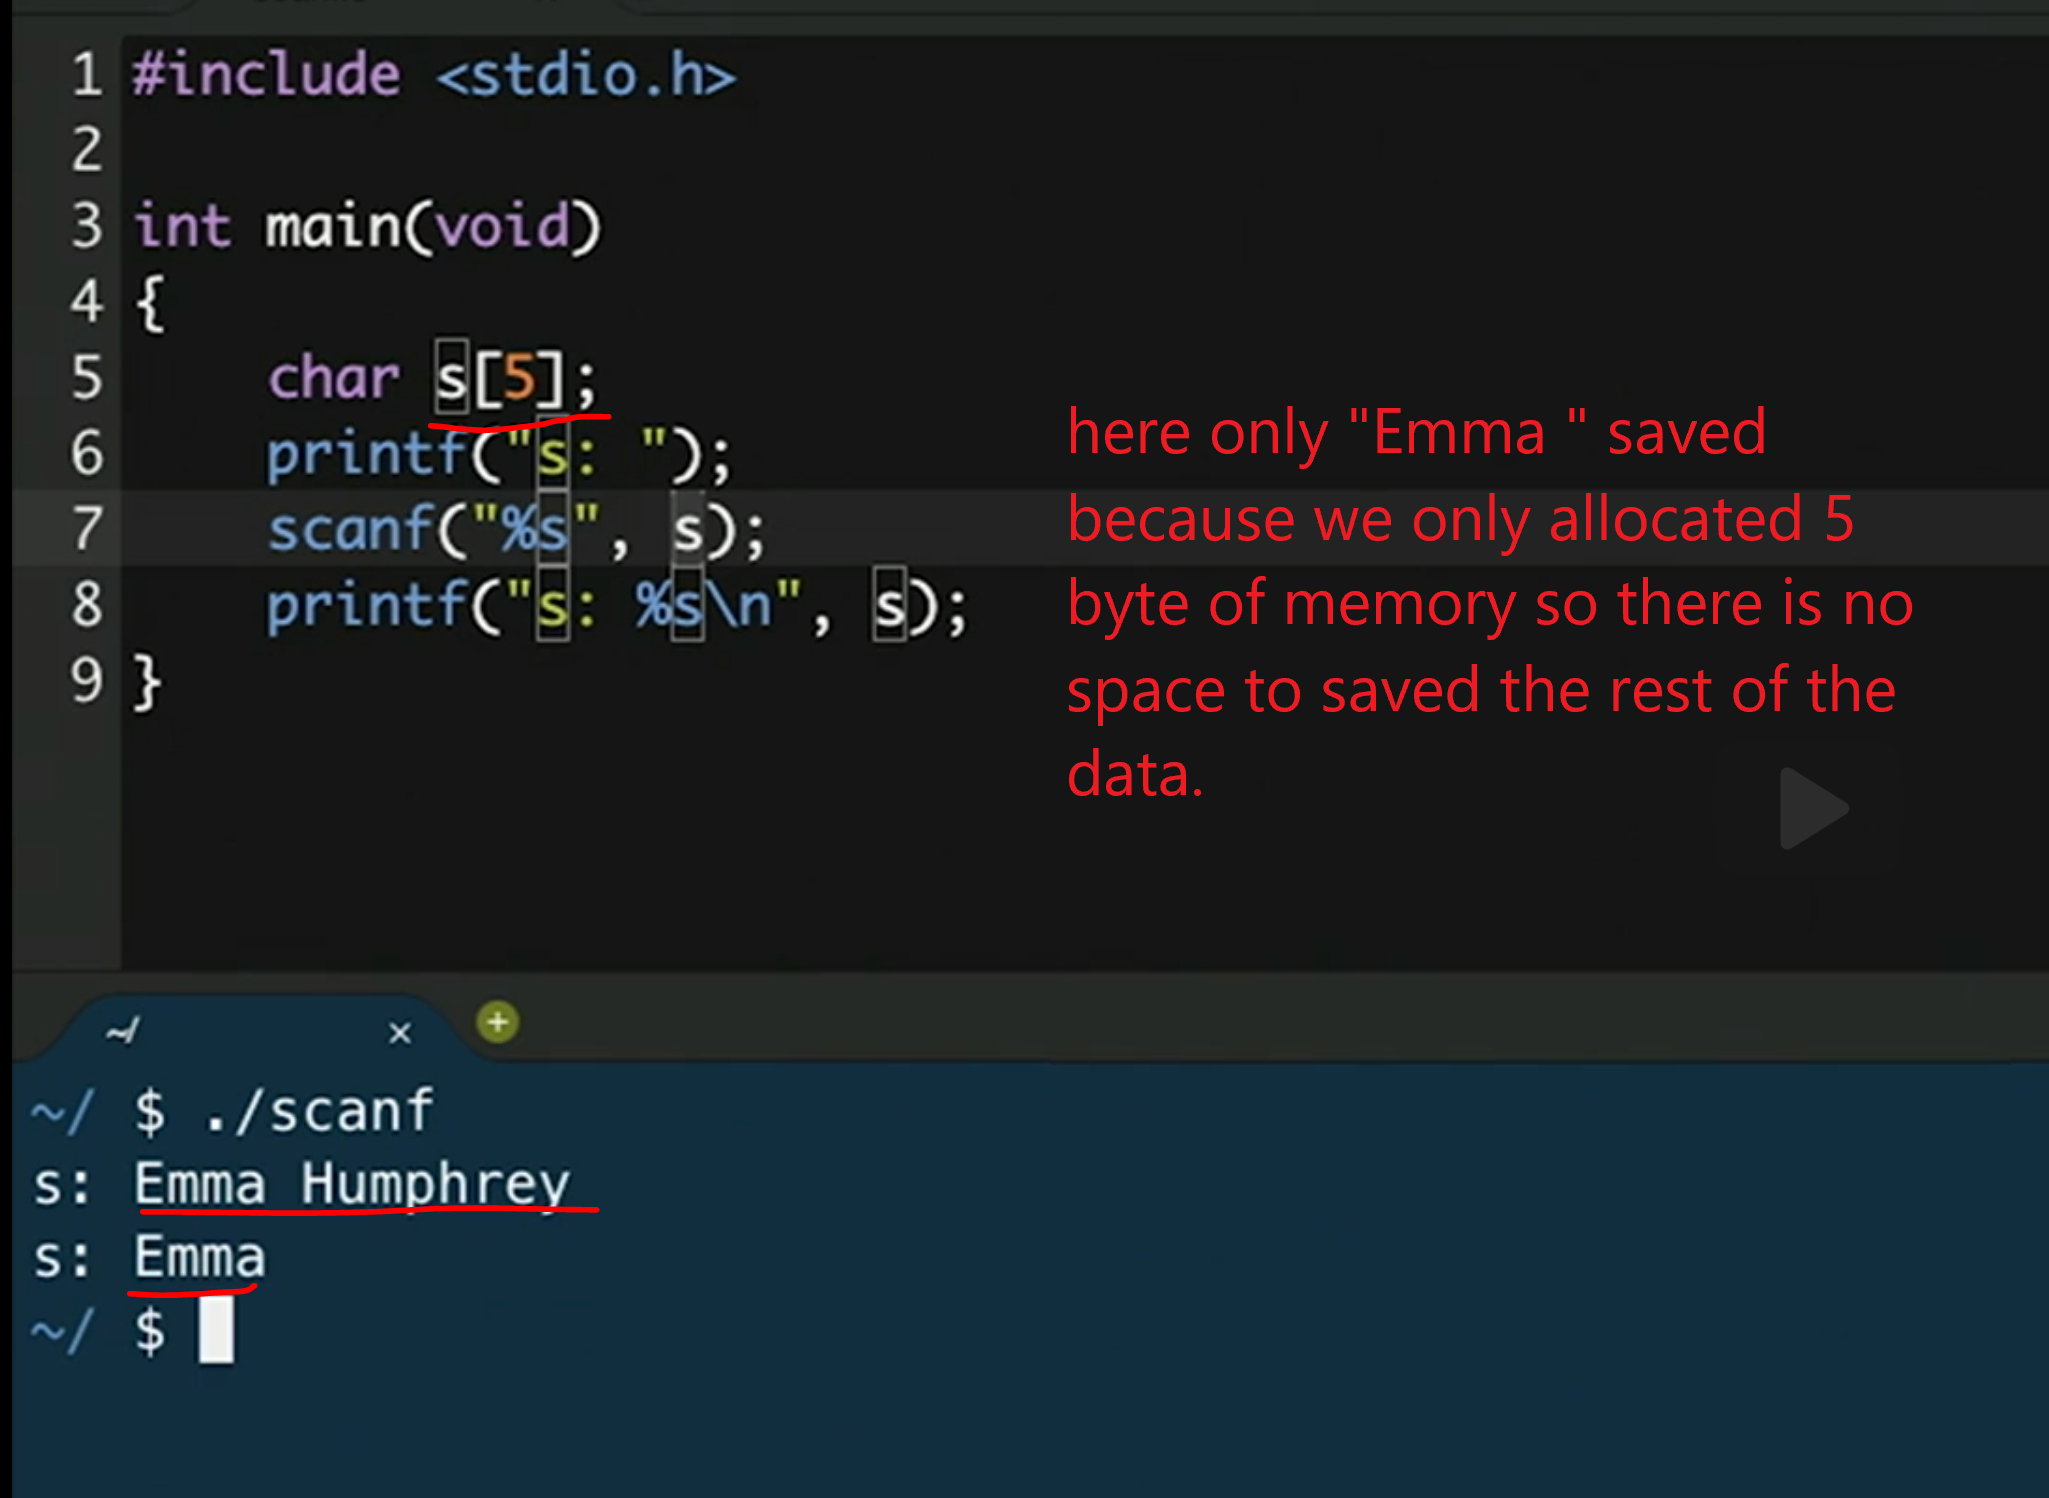 1 #include <stdio.h>
2
3 int main(void)
4 {
5 char s[5];
6 printf("s: ");
7 scanf("%s", s);
8 printf("s: %s\n", s);
9 }
here only "Emma " saved
because we only allocated 5
byte of memory so there is no
space to saved the rest of the
data.
~/ × +
~/ $ ./scanf
s: Emma Humphrey
s: Emma
~/ $